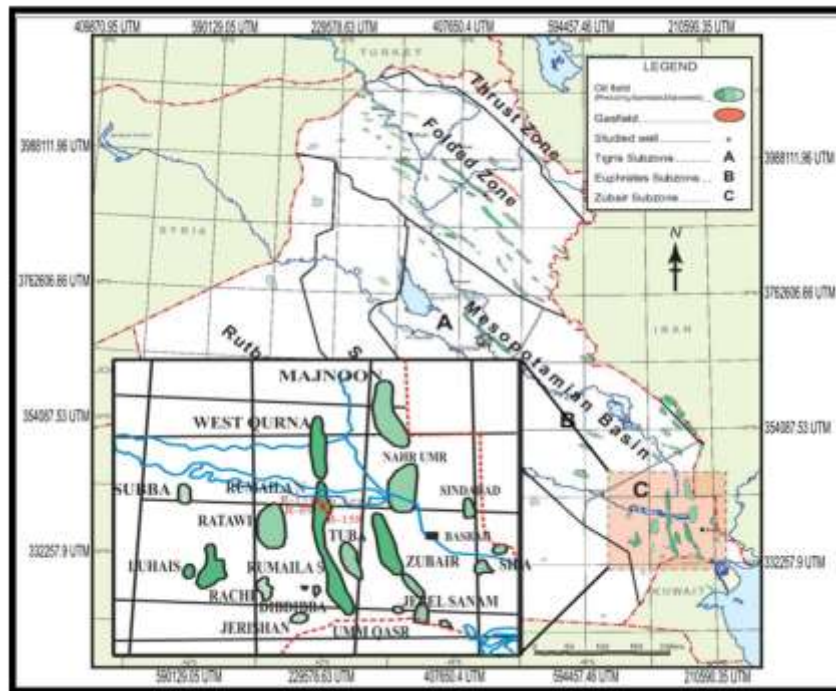 409870.95 UTM
590129.05 UTM
229578.63 UTM
407650.4 UTM
594457.46 UTM
210590.35 UTM
TURKEY
LEGEND
Oil field
Gasfield
Studied well
Tigris Subzone A
Euphrates Subzone B
Zubair Subzone C
Thrust Zone
Folded Zone
3988111.96 UTM
3988111.96 UTM
N
SYRIA
3762606.66 UTM
3762606.66 UTM
IRAN
A
Mesopotamian Basin
Rutb
S
MAJNOON
354087.53 UTM
354087.53 UTM
WEST QURNA
B
NAHR UMR
C
SUBBA
RUMAILA
SINDABAD
RATAWI
TUBA
BASRAH
332257.9 UTM
332257.9 UTM
LUHAIS
RUMAILA S
ZUBAIR
SIBA
RACHI
DIBDIBBA
JEBEL SANAM
KUWAIT
JERISHAN
UMM QASR
590129.05 UTM
229578.63 UTM
407650.4 UTM
594457.46 UTM
210590.35 UTM